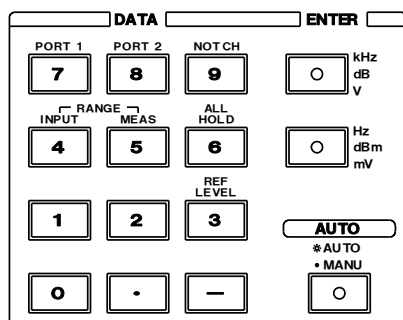 DATA ENTER
PORT 1 PORT 2 NOTCH
7 8 9
kHz
dB
V
RANGE
INPUT MEAS
ALL
HOLD
4 5 6
Hz
dBm
mV
REF
LEVEL
1 2 3
AUTO
☼ AUTO
• MANU
0 • —